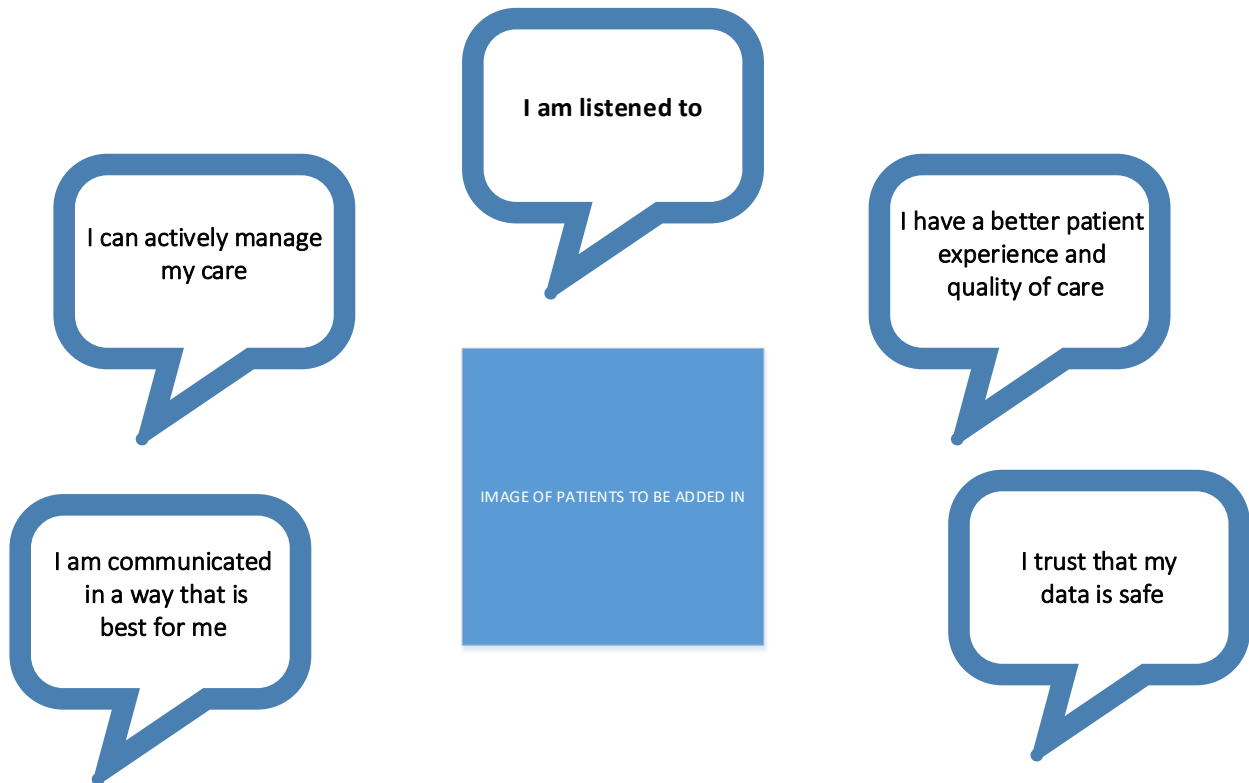 I am listened to
I can actively manage
my care
I have a better patient
experience and
quality of care
IMAGE OF PATIENTS TO BE ADDED IN
I am communicated
in a way that is
best for me
I trust that my
data is safe